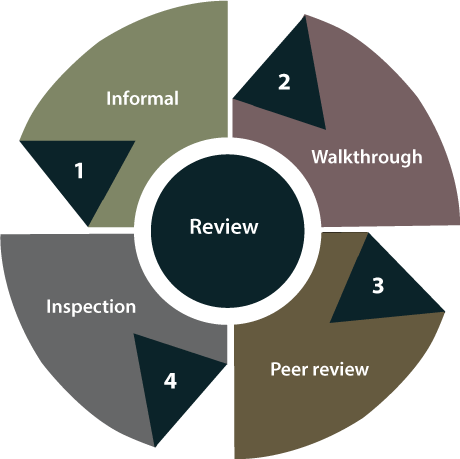 Informal
1
2
Walkthrough
Review
3
Peer review
Inspection
4